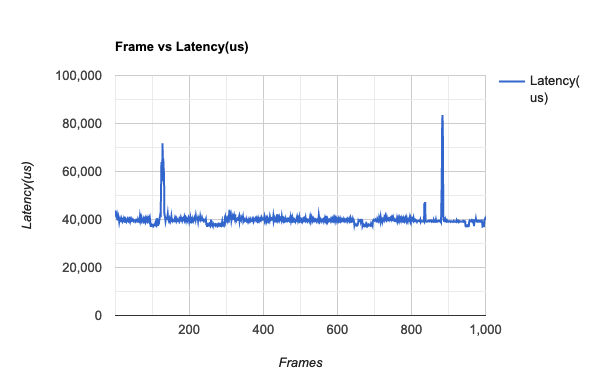 Frame vs Latency(us)
100,000
80,000
60,000
40,000
20,000
0
Latency(us)
200
400
600
800
1,000
Frames
Latency(
us)